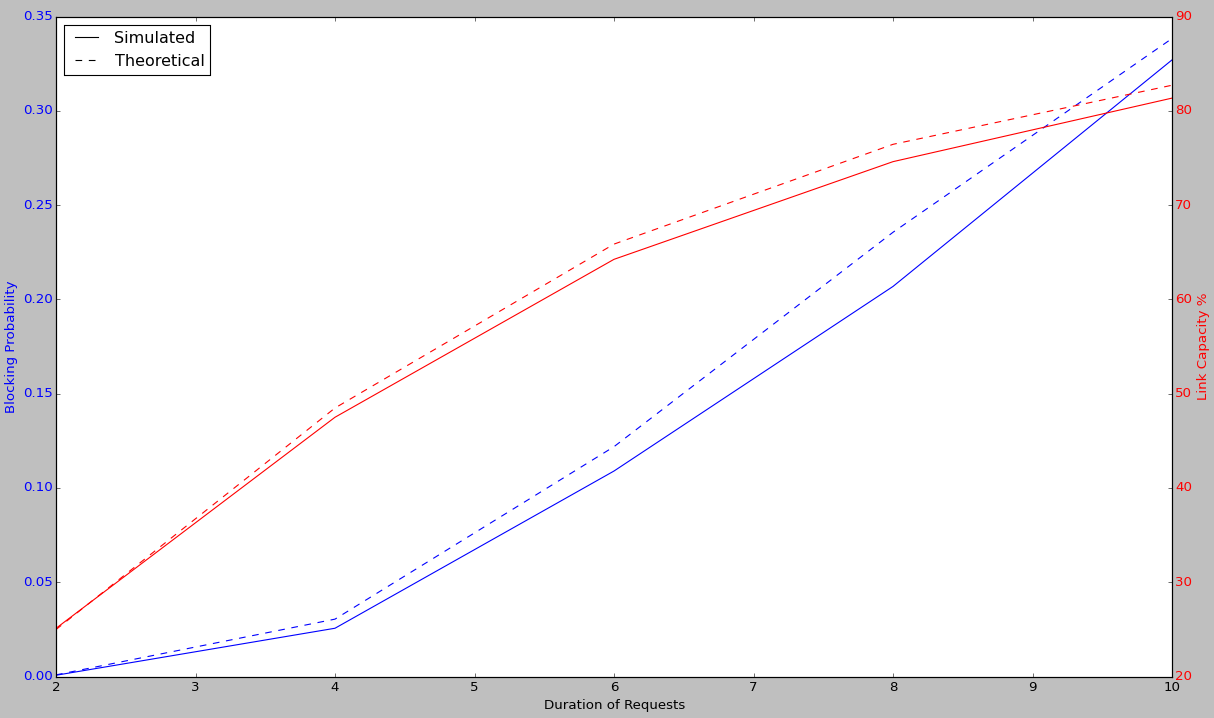 Simulated
Theoretical
0.35
0.30
0.25
0.20
0.15
0.10
0.05
0.00
Blocking Probability
90
80
70
60
50
40
30
20
Link Capacity %
2 3 4 5 6 7 8 9 10
Duration of Requests